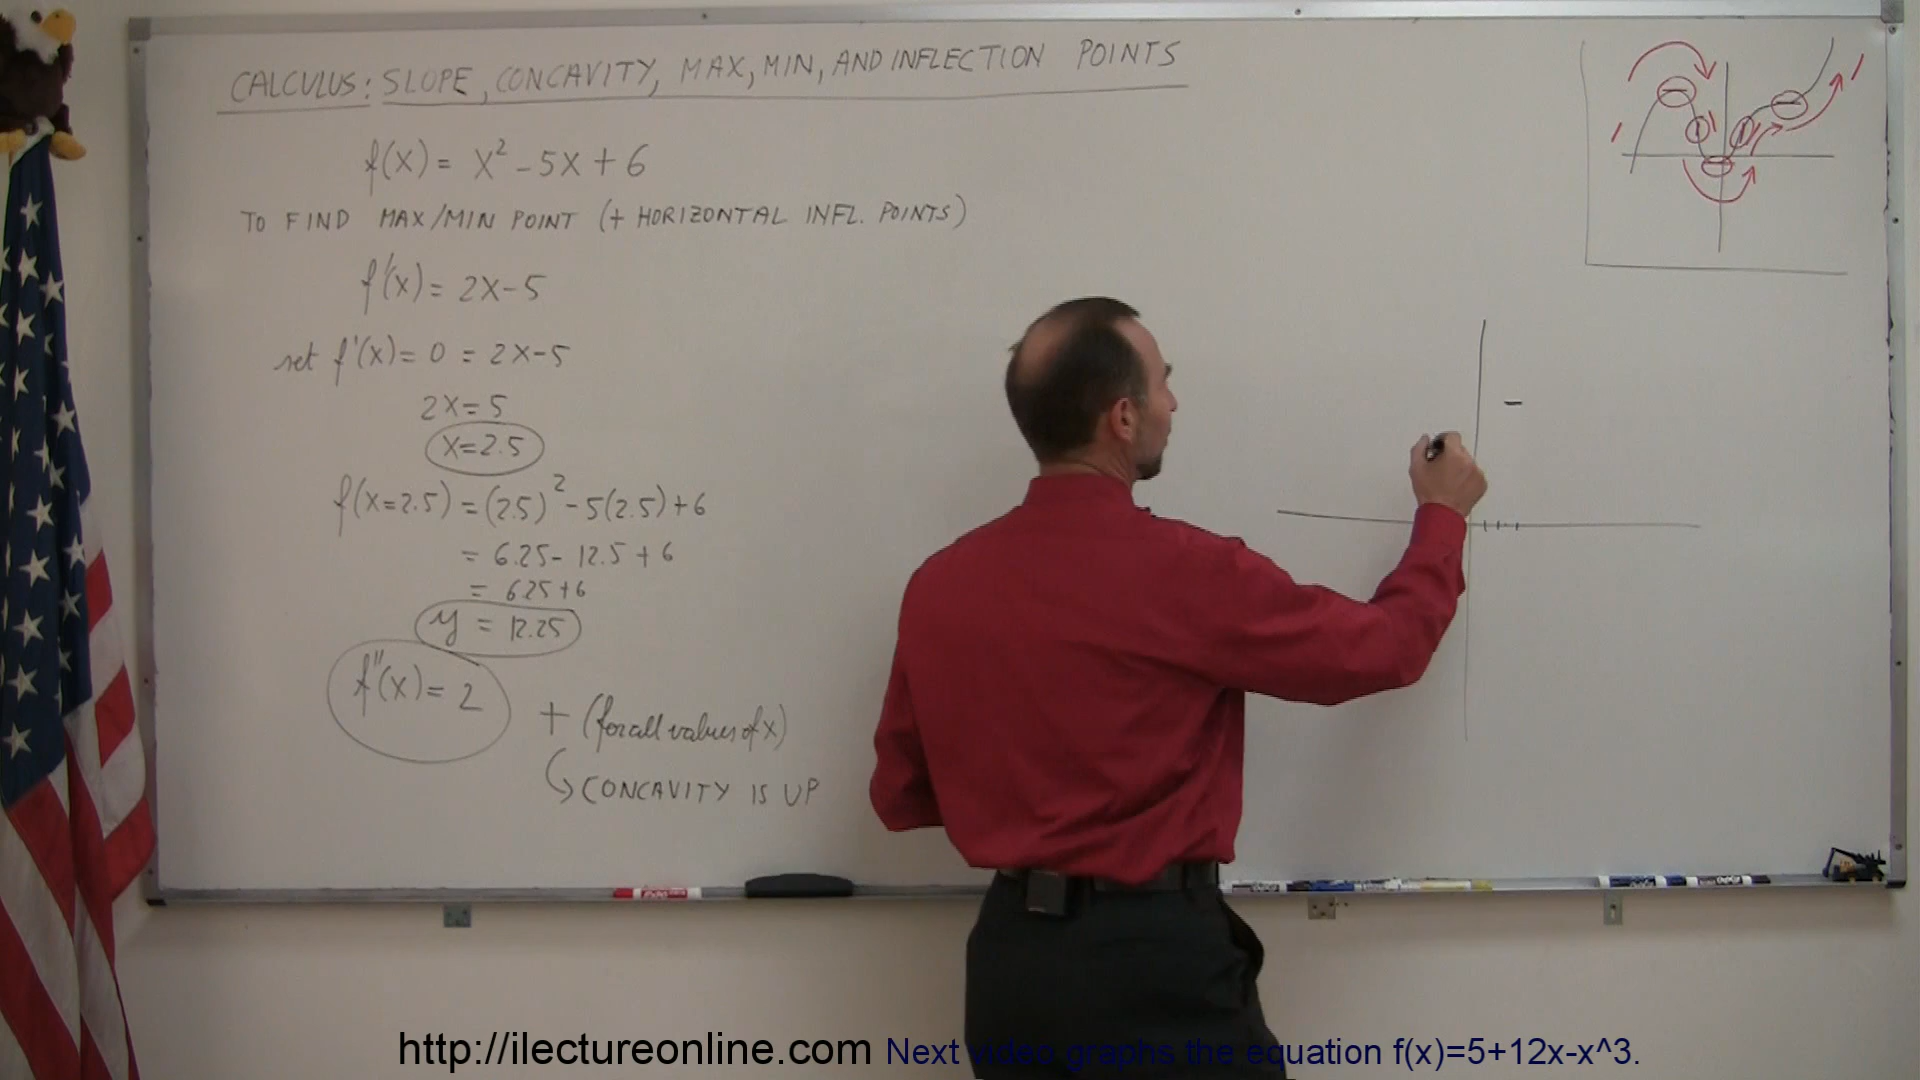 CALCULUS: SLOPE, CONCAVITY, MAX, MIN, AND INFLECTION POINTS
f(x) = x² - 5x + 6
TO FIND MAX/MIN POINT (+ HORIZONTAL INFL. POINTS)
f'(x) = 2x-5
set f'(x) = 0 = 2x-5
2x = 5
x=2.5
f(x=2.5) = (2.5)² - 5(2.5) + 6
= 6.25 - 12.5 + 6
= 6.25 + 6
y = 12.25
f''(x) = 2 + (for all values of x)
↳ CONCAVITY IS UP
http://ilectureonline.com Next video graphs the equation f(x)=5+12x-x^3.